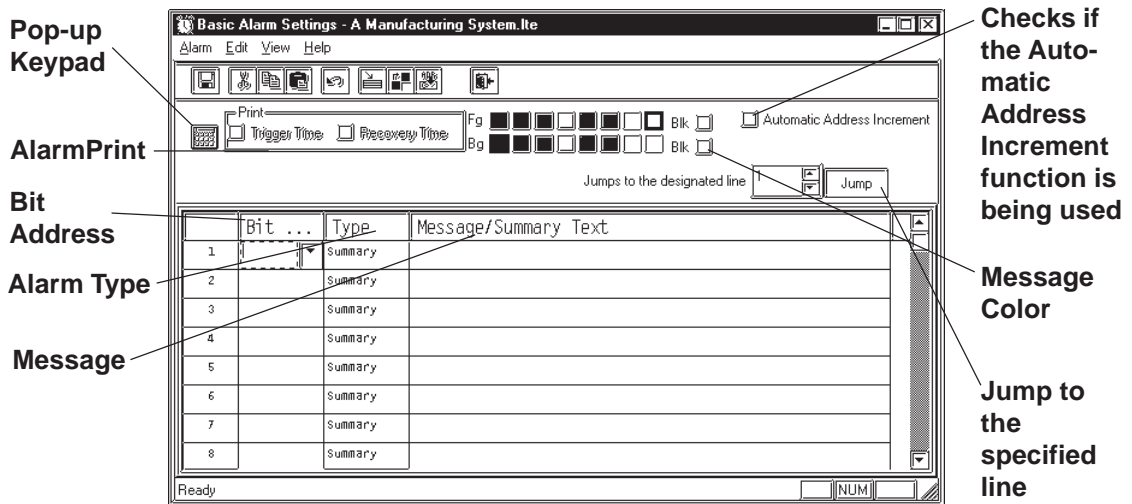 Pop-up
Keypad
AlarmPrint
Bit
Address
Alarm Type
Message
Basic Alarm Settings - A Manufacturing System.lte
Alarm Edit View Help
Print
Trigger Time Recovery Time
Fg Blk
Bg Blk
Automatic Address Increment
Jumps to the designated line 1 Jump
Bit ... Type Message/Summary Text
1 Summary
2 Summary
3 Summary
4 Summary
5 Summary
6 Summary
7 Summary
8 Summary
Ready NUM
Checks if
the Auto-
matic
Address
Increment
function is
being used
Message
Color
Jump to
the
specified
line